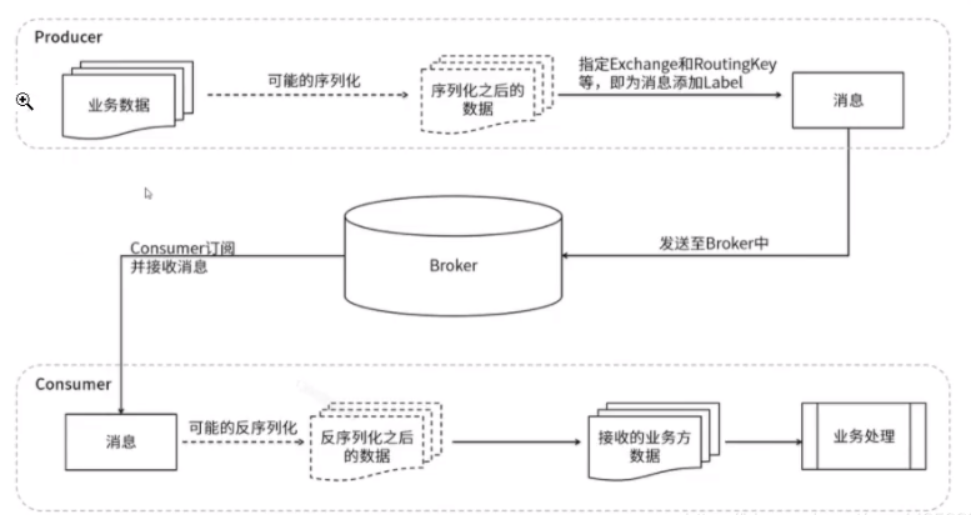 Producer
业务数据
可能的序列化
序列化之后的
数据
指定Exchange和RoutingKey
等，即为消息添加Label
消息
发送至Broker中
Broker
Consumer订阅
并接收消息
Consumer
消息
可能的反序列化
反序列化之后
的数据
接收的业务方
数据
业务处理